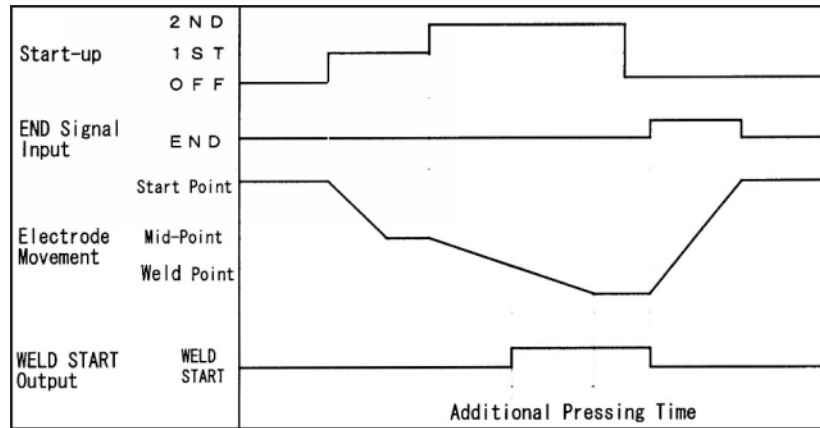 2ND
Start-up 1ST
OFF
END Signal
Input END
Start Point
Electrode Mid-Point
Movement
Weld Point
WELD START WELD
Output START
Additional Pressing Time